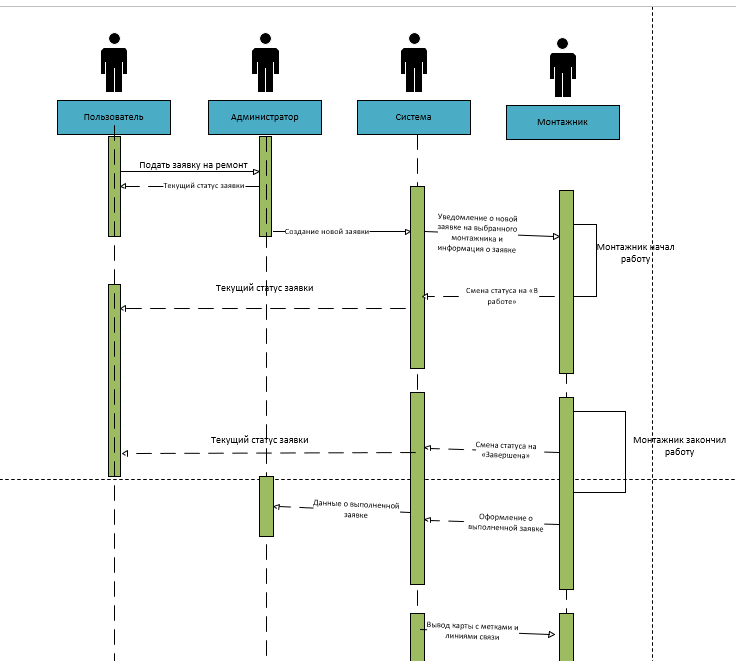 Пользователь
Администратор
Система
Монтажник
Подать заявку на ремонт
Текущий статус заявки
Создание новой заявки
Уведомление о новой
заявке на выбранного
монтажника и
информация о заявке
Монтажник начал
работу
Текущий статус заявки
Смена статуса на «В
работе»
Текущий статус заявки
Смена статуса на
«Завершена»
Монтажник закончил
работу
Данные о выполненной
заявке
Оформление о
выполненной заявке
Вывод карты с метками и
линиями связи